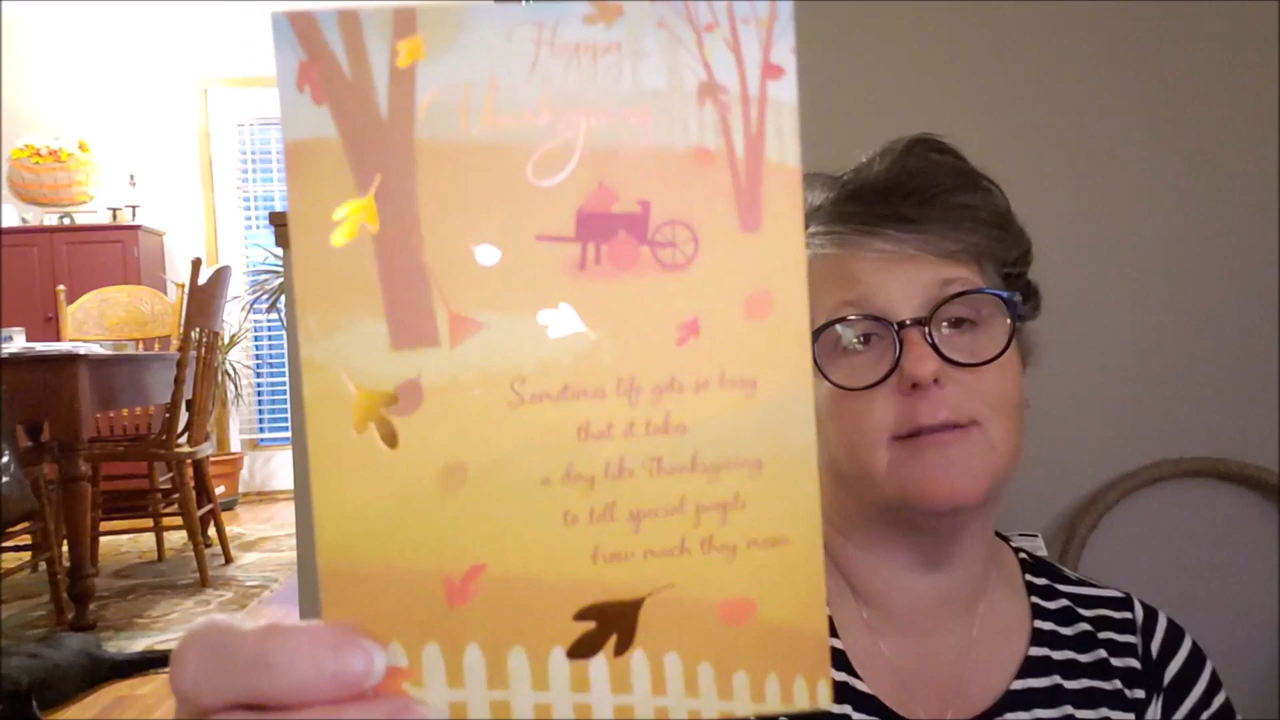 Happy
Thanksgiving
Sometimes life gets so busy
that it takes
a day like Thanksgiving
to tell special people
how much they mean